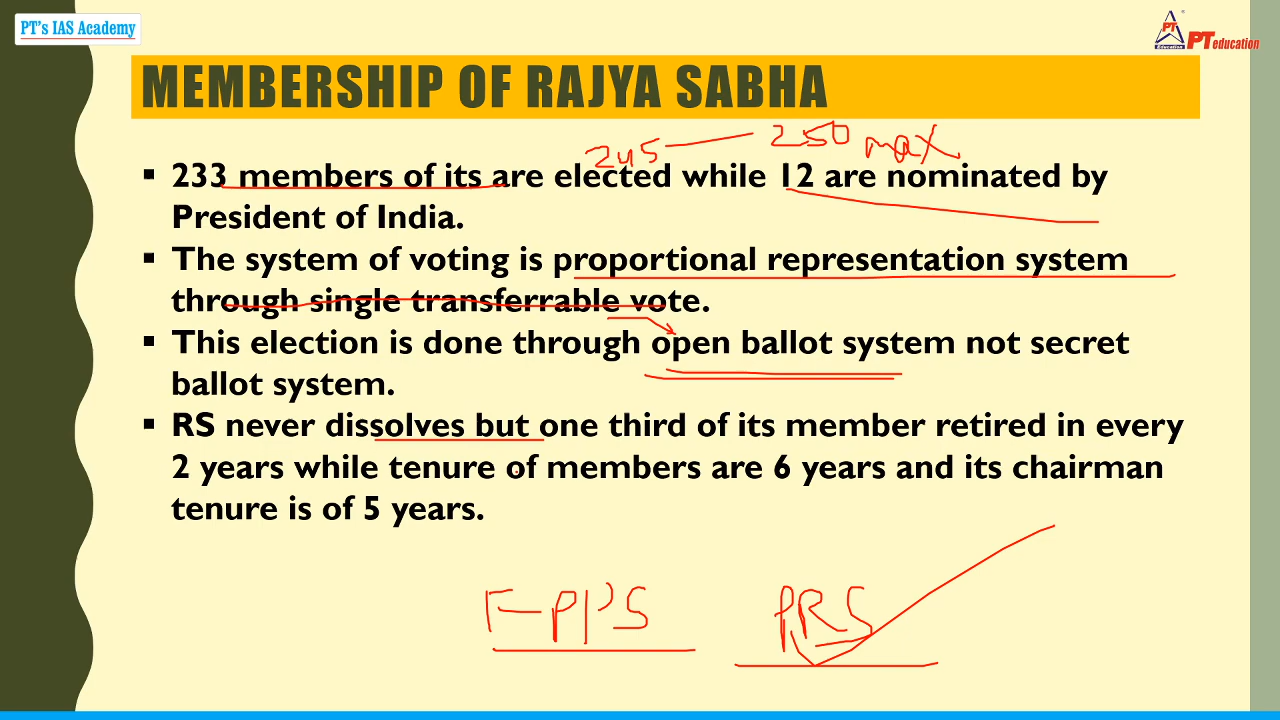 PT's IAS Academy
PT
Education
PT education
MEMBERSHIP OF RAJYA SABHA
245 — 250 max
▪ 233 members of its are elected while 12 are nominated by
President of India.
▪ The system of voting is proportional representation system
through single transferrable vote.
▪ This election is done through open ballot system not secret
ballot system.
▪ RS never dissolves but one third of its member retired in every
2 years while tenure of members are 6 years and its chairman
tenure is of 5 years.
F-PPS PRS